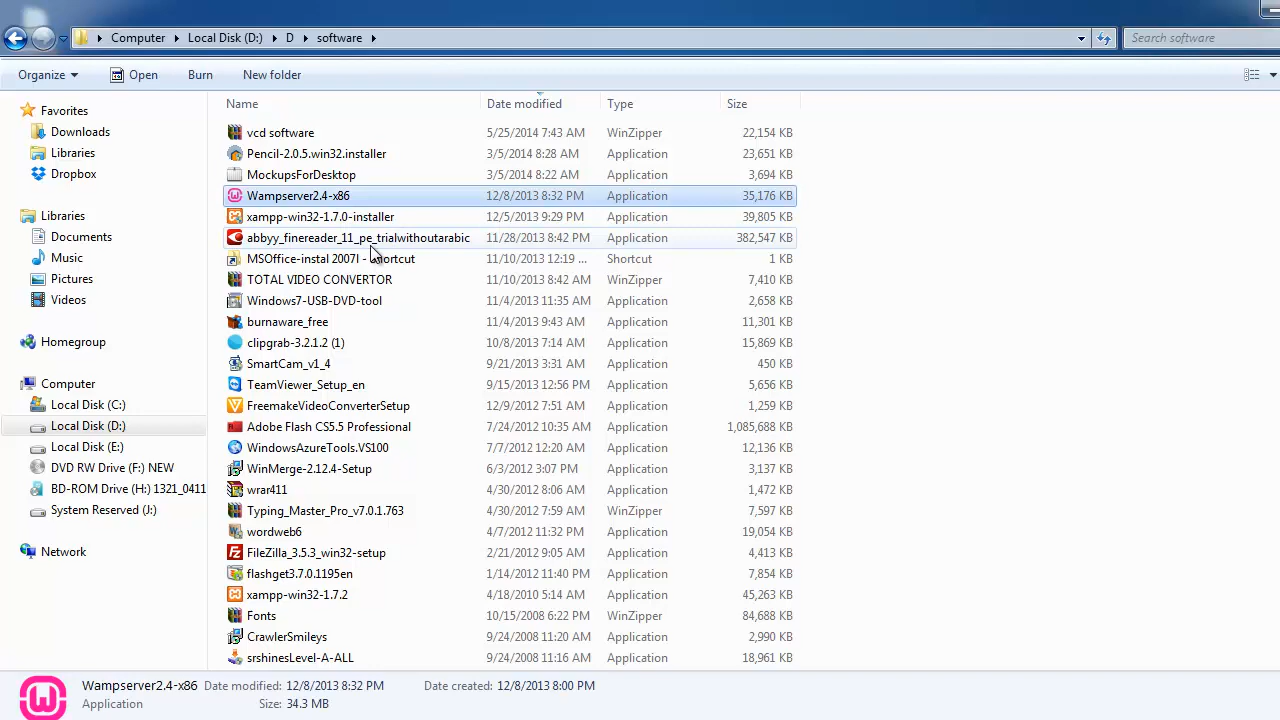 Computer Local Disk (D:) D software Search software
Organize Open Burn New folder
Favorites
Downloads
Libraries
Dropbox
Libraries
Documents
Music
Pictures
Videos
Homegroup
Computer
Local Disk (C:)
Local Disk (D:)
Local Disk (E:)
DVD RW Drive (F:) NEW
BD-ROM Drive (H:) 1321_0411
System Reserved (J:)
Network
Name Date modified Type Size
vcd software 5/25/2014 7:43 AM WinZipper 22,154 KB
Pencil-2.0.5.win32.installer 3/5/2014 8:28 AM Application 23,651 KB
MockupsForDesktop 3/5/2014 8:22 AM Application 3,694 KB
Wampserver2.4-x86 12/8/2013 8:32 PM Application 35,176 KB
xampp-win32-1.7.0-installer 12/5/2013 9:29 PM Application 39,805 KB
abbyy_finereader_11_pe_trialwithoutarabic 11/28/2013 8:42 PM Application 382,547 KB
MSOffice-instal 2007l - Shortcut 11/10/2013 12:19 ... Shortcut 1 KB
TOTAL VIDEO CONVERTOR 11/10/2013 8:42 AM WinZipper 7,410 KB
Windows7-USB-DVD-tool 11/4/2013 11:35 AM Application 2,658 KB
burnaware_free 11/4/2013 9:43 AM Application 11,301 KB
clipgrab-3.2.1.2 (1) 10/8/2013 7:14 AM Application 15,869 KB
SmartCam_v1_4 9/21/2013 3:31 AM Application 450 KB
TeamViewer_Setup_en 9/15/2013 12:56 PM Application 5,656 KB
FreemakeVideoConverterSetup 12/9/2012 7:51 AM Application 1,259 KB
Adobe Flash CS5.5 Professional 7/24/2012 10:35 AM Application 1,085,688 KB
WindowsAzureTools.VS100 7/7/2012 12:20 AM Application 12,136 KB
WinMerge-2.12.4-Setup 6/3/2012 3:07 PM Application 3,137 KB
wrar411 4/30/2012 8:06 AM Application 1,472 KB
Typing_Master_Pro_v7.0.1.763 4/30/2012 7:59 AM WinZipper 7,597 KB
wordweb6 4/7/2012 11:32 PM Application 19,054 KB
FileZilla_3.5.3_win32-setup 2/21/2012 9:05 AM Application 4,413 KB
flashget3.7.0.1195en 1/14/2012 11:40 PM Application 7,854 KB
xampp-win32-1.7.2 4/18/2010 5:14 AM Application 45,263 KB
Fonts 10/15/2008 6:22 PM WinZipper 84,688 KB
CrawlerSmileys 9/24/2008 11:20 AM Application 2,990 KB
srshinesLevel-A-ALL 9/24/2008 11:16 AM Application 18,961 KB
Wampserver2.4-x86 Date modified: 12/8/2013 8:32 PM Date created: 12/8/2013 8:00 PM
Application Size: 34.3 MB